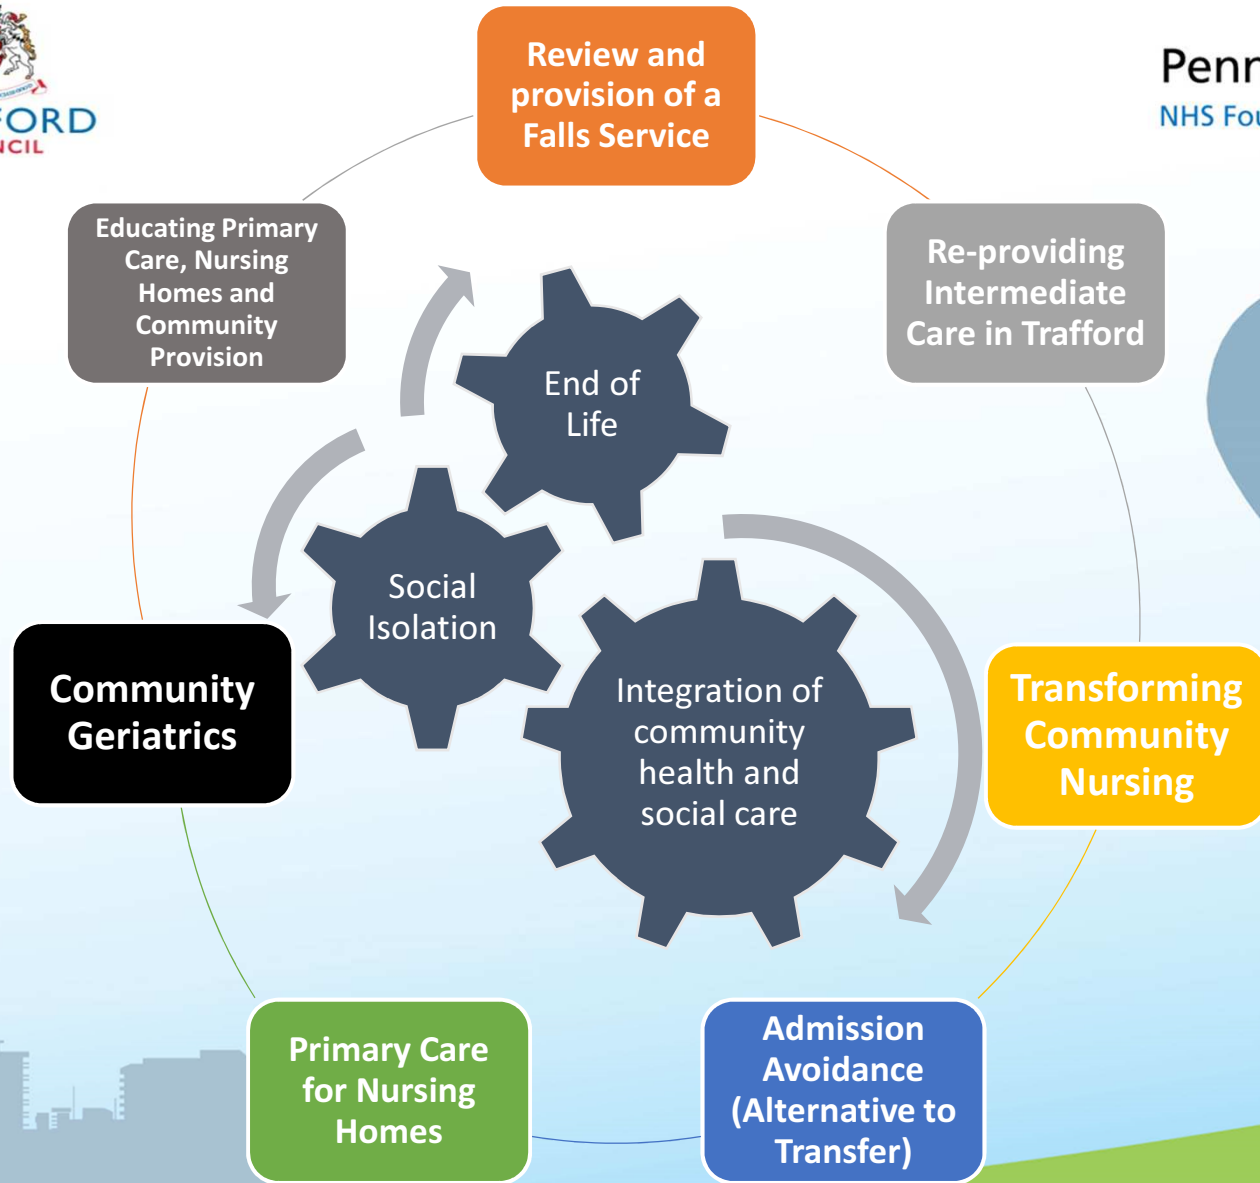 Review and
provision of a
Falls Service
Re-providing
Intermediate
Care in Trafford
Transforming
Community
Nursing
Admission
Avoidance
(Alternative to
Transfer)
Primary Care
for Nursing
Homes
Community
Geriatrics
Educating Primary
Care, Nursing
Homes and
Community
Provision
End of
Life
Social
Isolation
Integration of
community
health and
social care
FORD
NCIL
Penn
NHS Fou